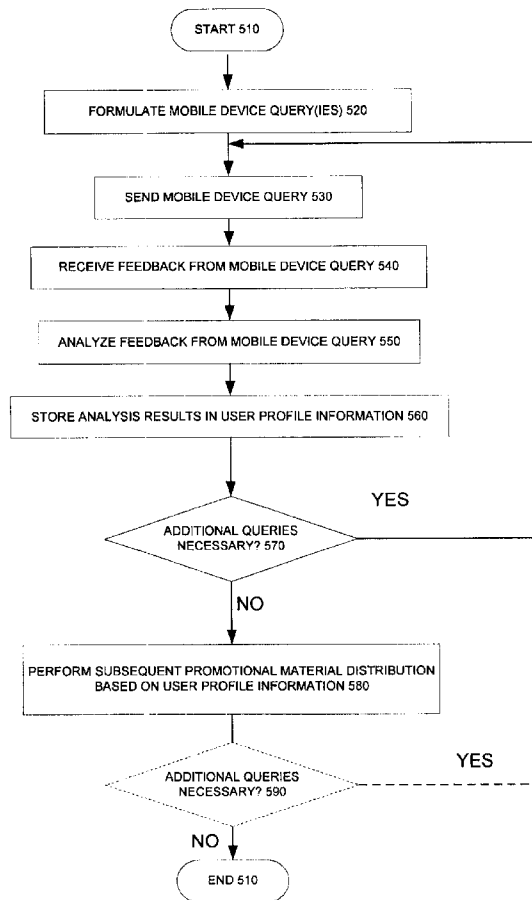 START 510
FORMULATE MOBILE DEVICE QUERY(IES) 520
SEND MOBILE DEVICE QUERY 530
RECEIVE FEEDBACK FROM MOBILE DEVICE QUERY 540
ANALYZE FEEDBACK FROM MOBILE DEVICE QUERY 550
STORE ANALYSIS RESULTS IN USER PROFILE INFORMATION 560
YES
ADDITIONAL QUERIES
NECESSARY? 570
NO
PERFORM SUBSEQUENT PROMOTIONAL MATERIAL DISTRIBUTION
BASED ON USER PROFILE INFORMATION 580
YES
ADDITIONAL QUERIES
NECESSARY? 590
NO
END 510